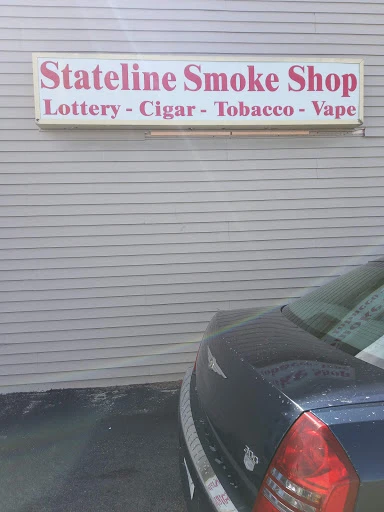 Stateline Smoke Shop
Lottery - Cigar - Tobacco - Vape